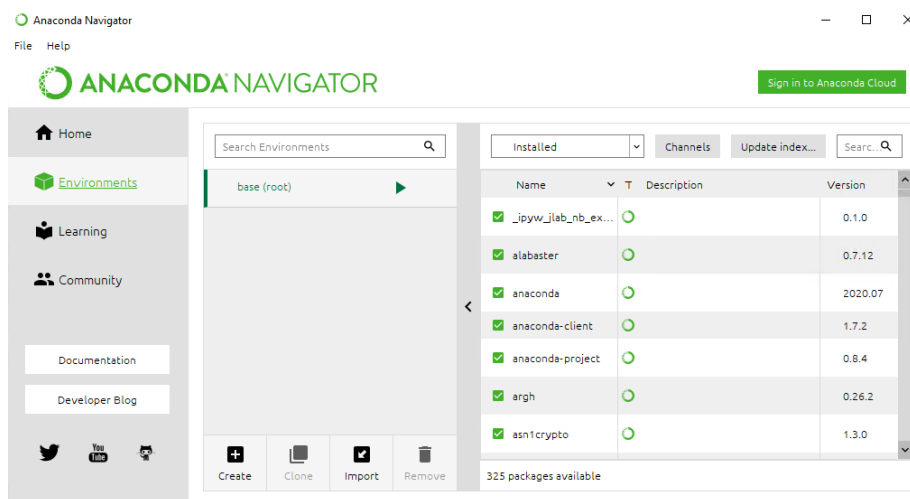 Anaconda Navigator
File Help
ANACONDA NAVIGATOR
Sign in to Anaconda Cloud
Home
Environments
Learning
Community
Documentation
Developer Blog
You
Tube
Search Environments
base (root)
Create
Clone
Import
Remove
Installed
Channels
Update index...
Searc...
Name T Description Version
_ipyw_jlab_nb_ex... 0.1.0
alabaster 0.7.12
anaconda 2020.07
anaconda-client 1.7.2
anaconda-project 0.8.4
argh 0.26.2
asn1crypto 1.3.0
325 packages available